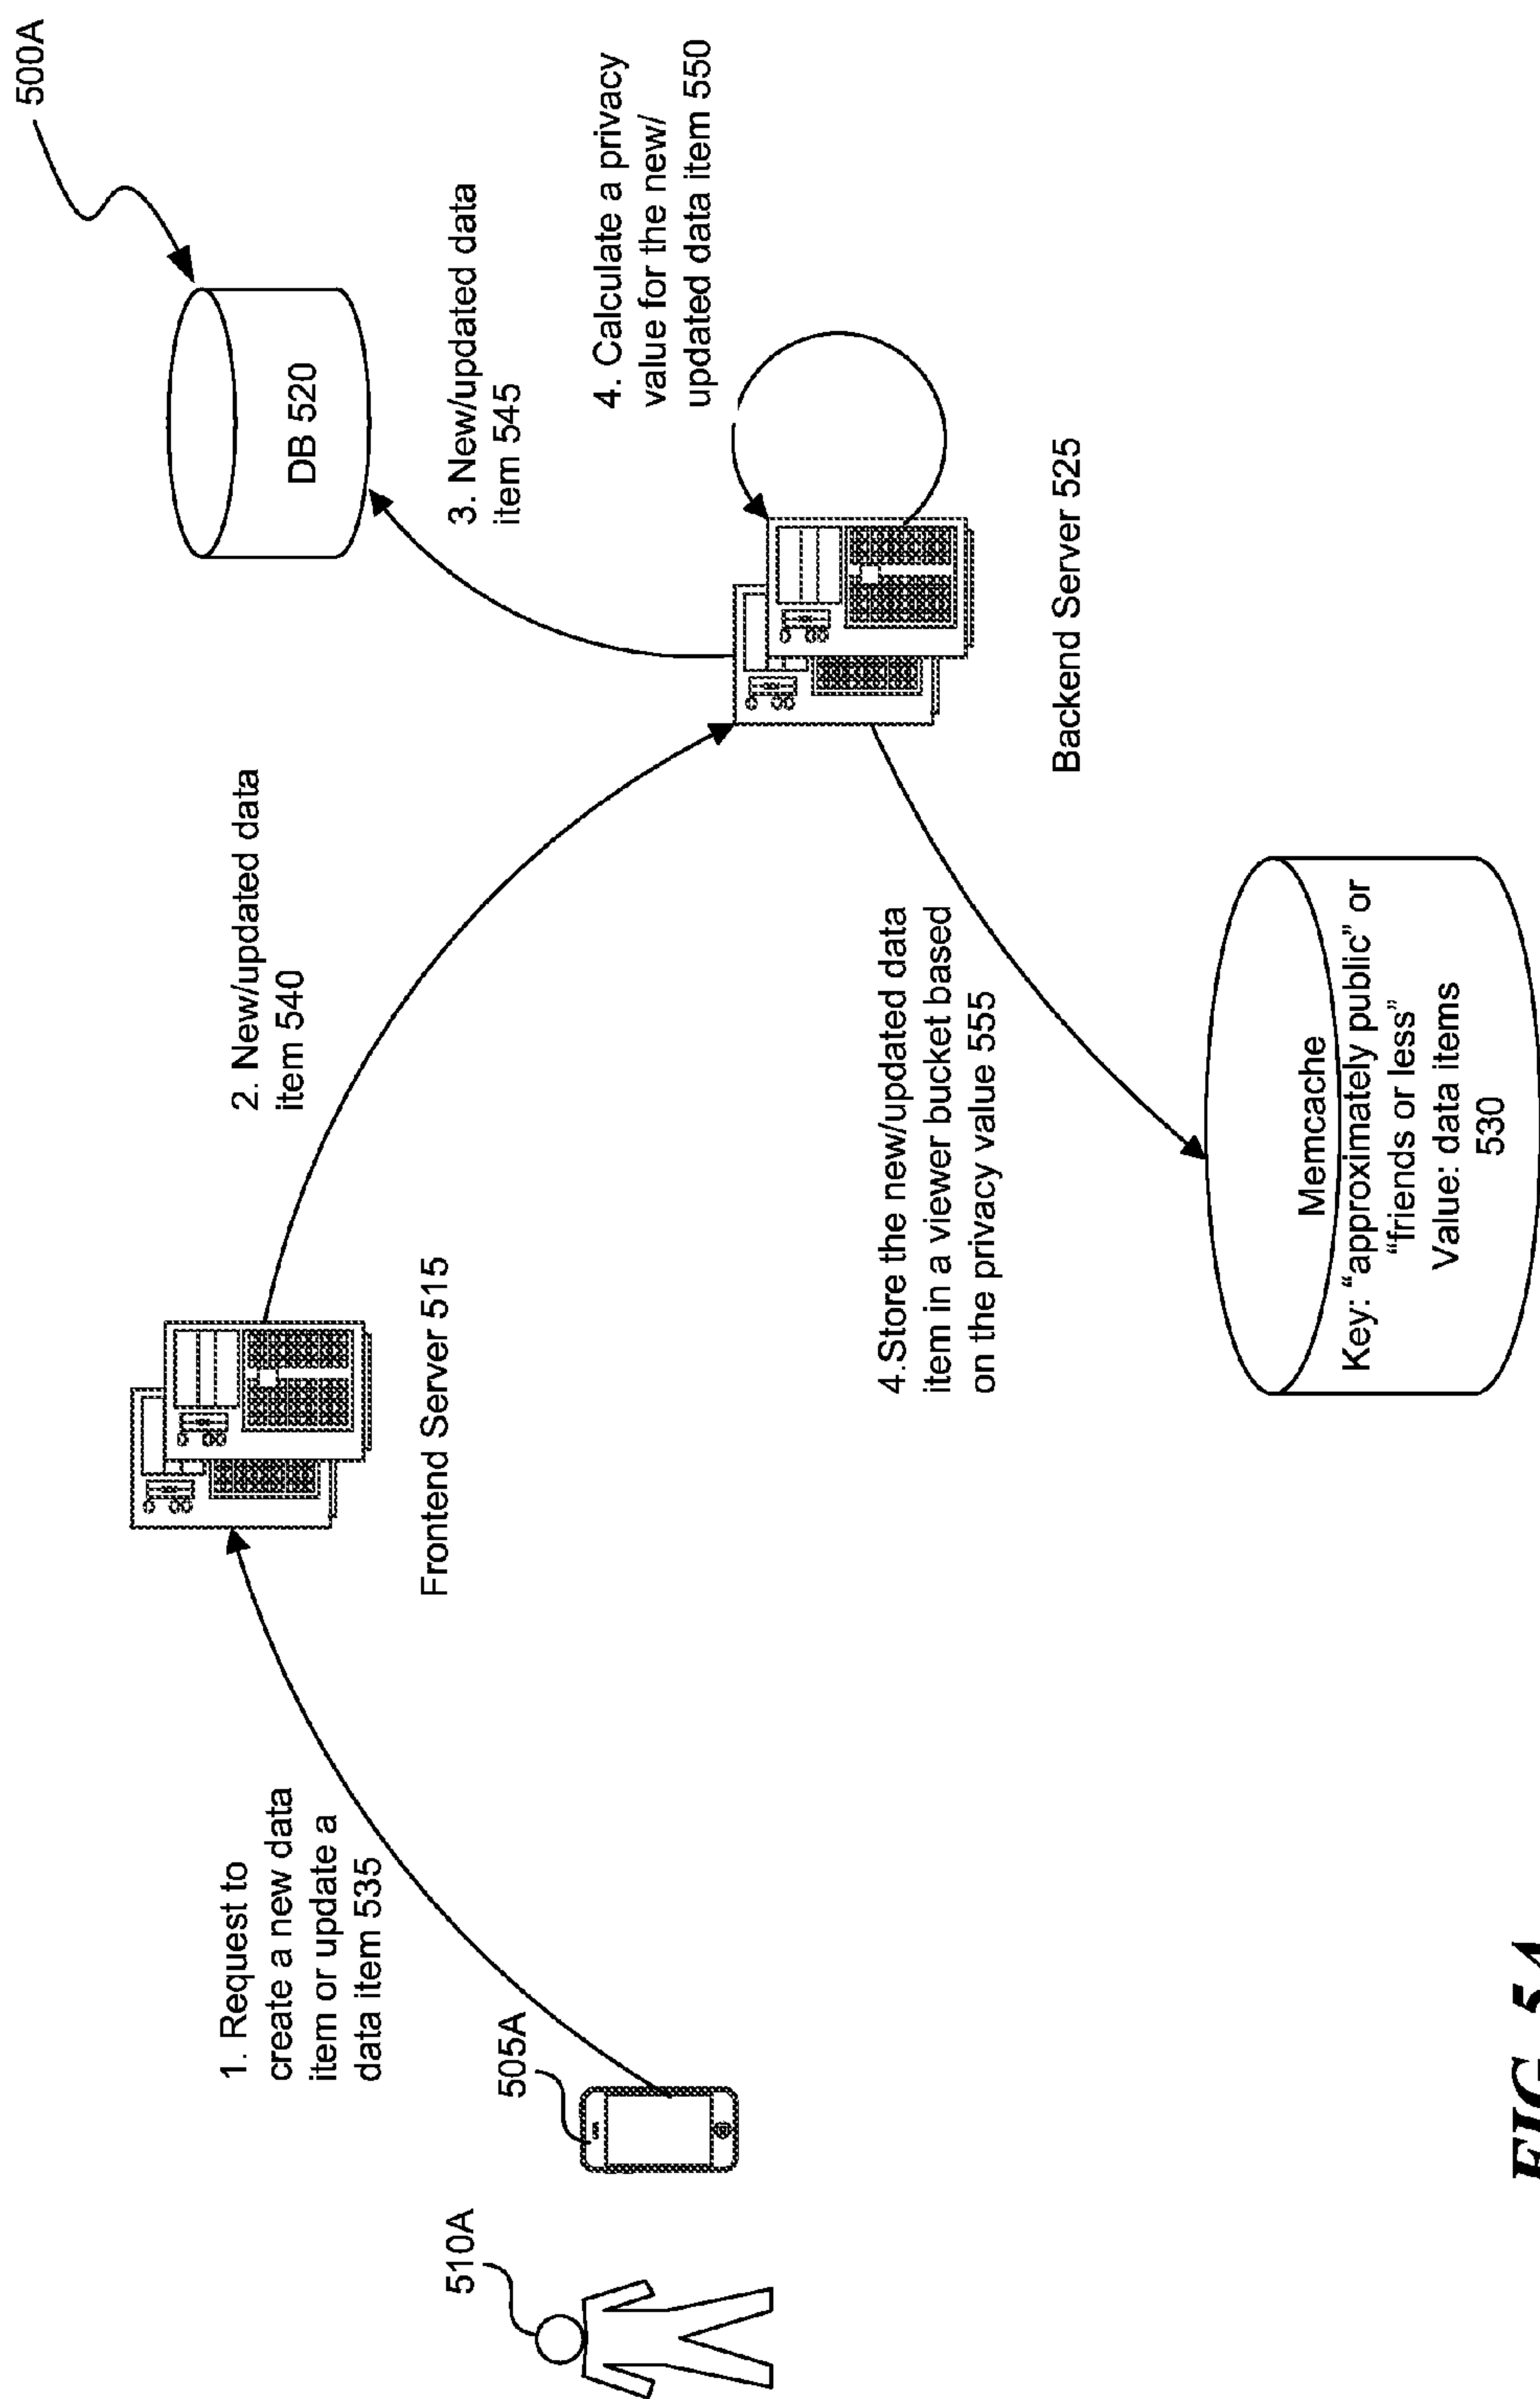 500A
1. Request to
create a new data
item or update a
data item 535
2. New/updated data
item 540
3. New/updated data
item 545
DB 520
4. Calculate a privacy
value for the new/
updated data item 550
510A
505A
Frontend Server 515
Backend Server 525
4.Store the new/updated data
item in a viewer bucket based
on the privacy value 555
Memcache
Key: “approximately public” or
“friends or less”
Value: data items
530
FIG. 5A